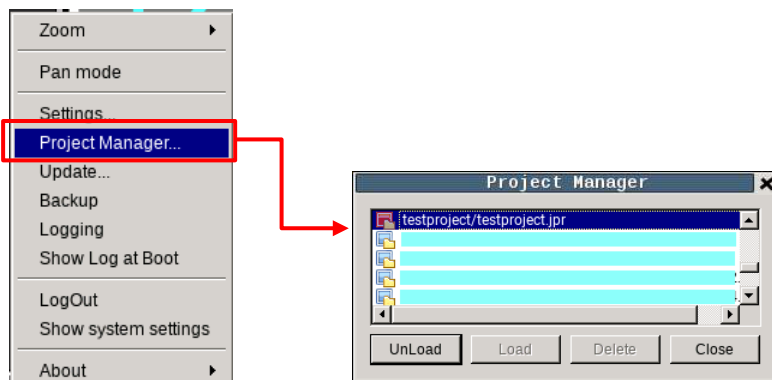 Zoom
Pan mode
Settings...
Project Manager...
Update...
Backup
Logging
Show Log at Boot
LogOut
Show system settings
About
Project Manager
testproject/testproject.jpr
UnLoad
Load
Delete
Close